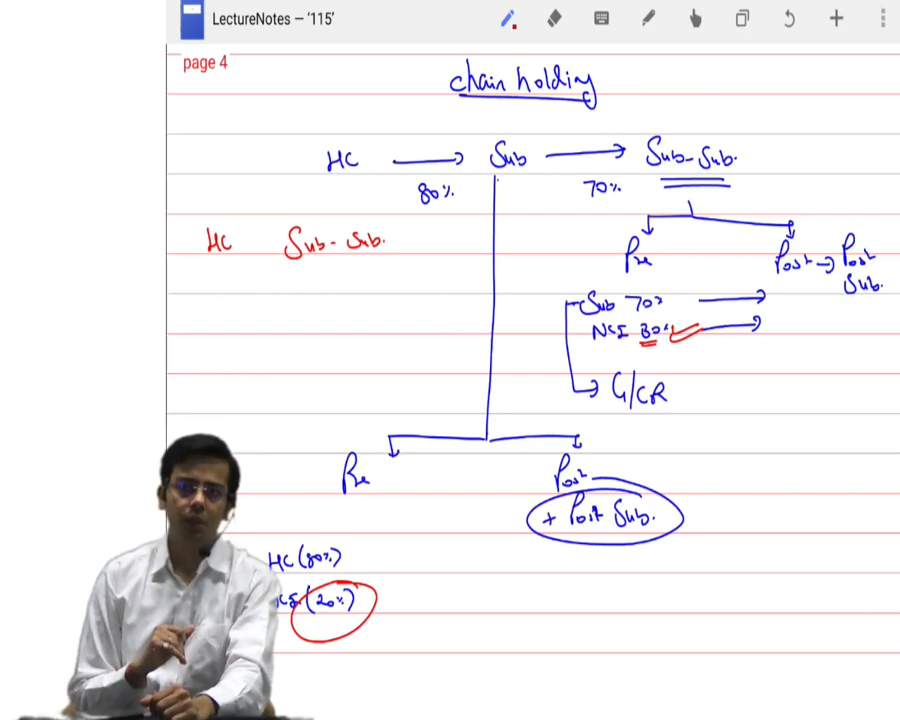 LectureNotes – '115'
page 4
chain holding
HC → Sub → Sub-Sub.
80% 70%
HC Sub-Sub.
Pre Post → Post
Sub.
Sub 70%
NCI 30%
→ G/CR
Pre Post
+ Post Sub.
HC (80%)
(20%)